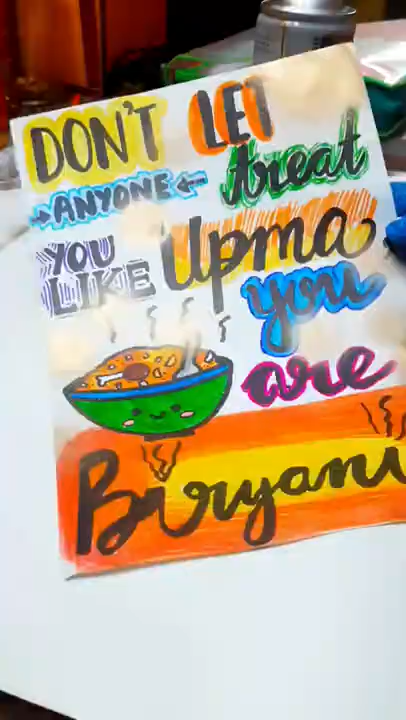 DON'T LET
ANYONE treat
YOU LIKE Upma
you
are
Biryani